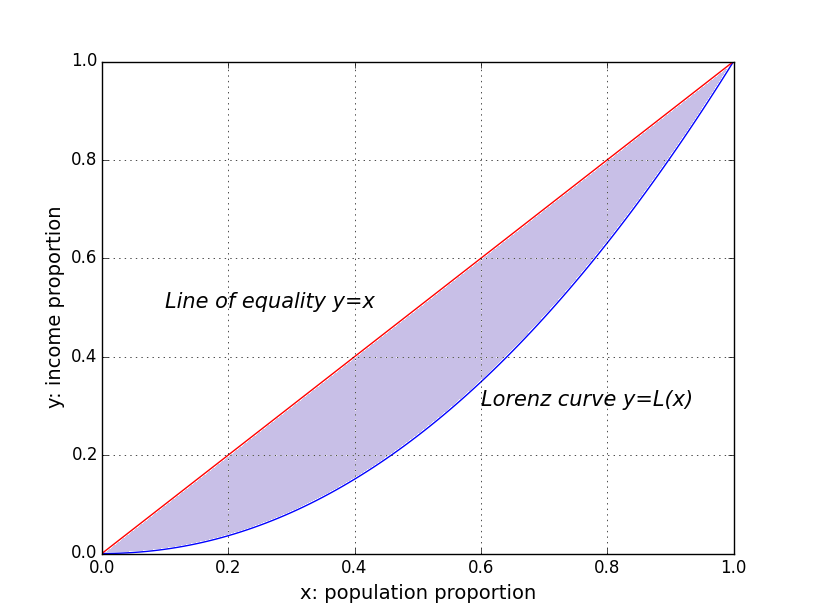 1.0
0.8
0.6
0.4
0.2
0.0
y: income proportion
Line of equality y=x
Lorenz curve y=L(x)
0.0 0.2 0.4 0.6 0.8 1.0
x: population proportion